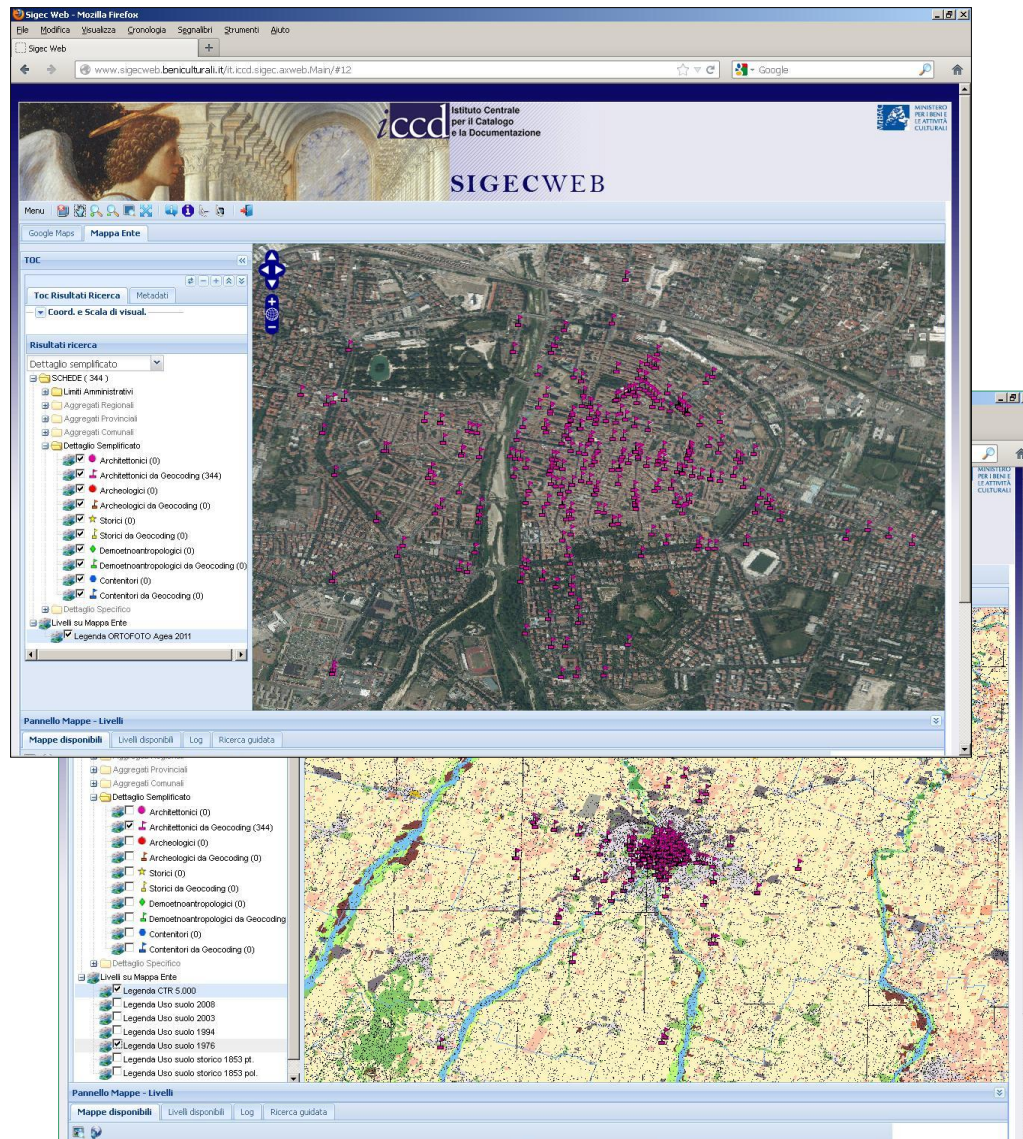 Sigec Web - Mozilla Firefox
File Modifica Visualizza Cronologia Segnalibri Strumenti Aiuto
Sigec Web
www.sigecweb.beniculturali.it/it.iccd.sigec.axweb.Main/#12
Google
iccd
Istituto Centrale
per il Catalogo
e la Documentazione
MiBAC
MINISTERO
PER I BENI E
LE ATTIVITÀ
CULTURALI
SIGECWEB
Menu
Google Maps Mappa Ente
TOC
Toc Risultati Ricerca Metadati
Coord. e Scala di visual.
Risultati ricerca
Dettaglio semplificato
SCHEDE ( 344 )
Limiti Amministrativi
Aggregati Regionali
Aggregati Provinciali
Aggregati Comunali
Dettaglio Semplificato
Architettonici (0)
Architettonici da Geocoding (344)
Archeologici (0)
Archeologici da Geocoding (0)
Storici (0)
Storici da Geocoding (0)
Demoetnoantropologici (0)
Demoetnoantropologici da Geocoding (0)
Contenitori (0)
Contenitori da Geocoding (0)
Dettaglio Specifico
Livelli su Mappa Ente
Legenda ORTOFOTO Agea 2011
Pannello Mappe - Livelli
Mappe disponibili Livelli disponibili Log Ricerca guidata
MINISTERO
PER I BENI E
LE ATTIVITÀ
CULTURALI
Aggregati Provinciali
Aggregati Comunali
Dettaglio Semplificato
Architettonici (0)
Architettonici da Geocoding (344)
Archeologici (0)
Archeologici da Geocoding (0)
Storici (0)
Storici da Geocoding (0)
Demoetnoantropologici (0)
Demoetnoantropologici da Geocoding
Contenitori (0)
Contenitori da Geocoding (0)
Dettaglio Specifico
Livelli su Mappa Ente
Legenda CTR 5.000
Legenda Uso suolo 2008
Legenda Uso suolo 2003
Legenda Uso suolo 1994
Legenda Uso suolo 1976
Legenda Uso suolo storico 1853 pt.
Legenda Uso suolo storico 1853 pol.
Pannello Mappe - Livelli
Mappe disponibili Livelli disponibili Log Ricerca guidata